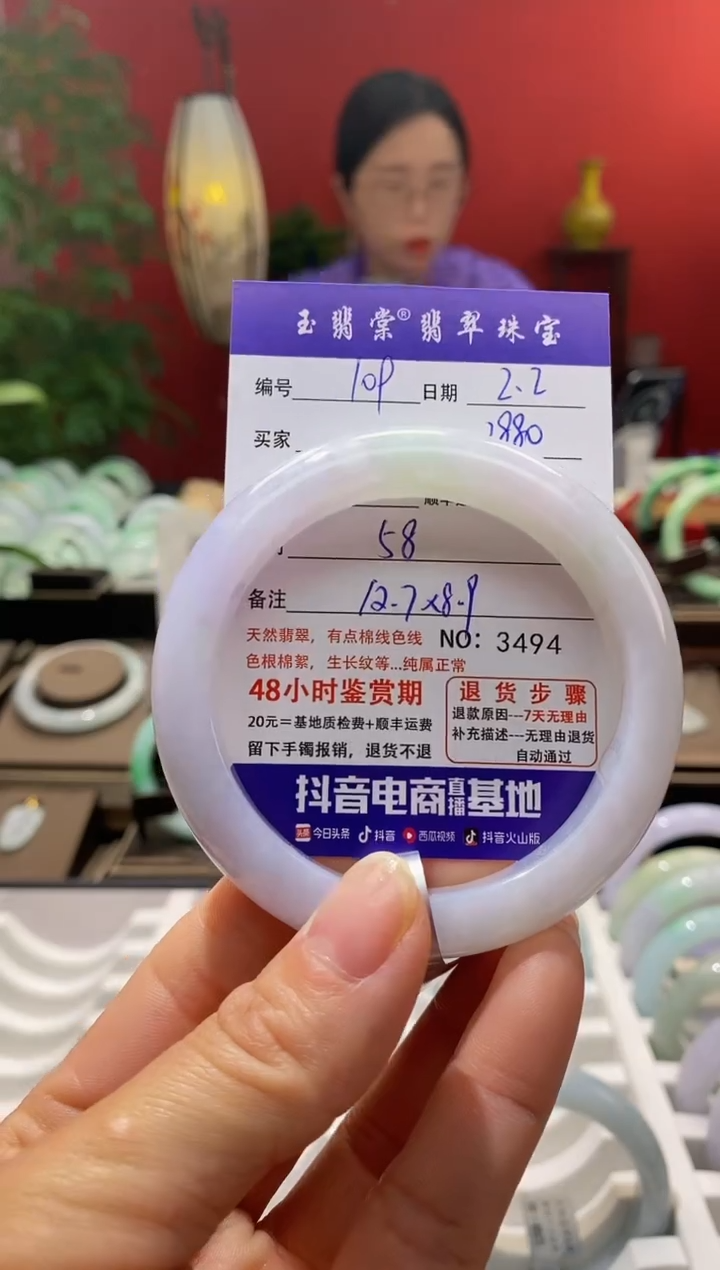 玉翡棠®翡翠珠宝
编号 109 日期 2.2
买家 1880
58
备注 12.7x8.9
天然翡翠，有点棉线色线 NO: 3494
色根棉絮，生长纹等...纯属正常
48小时鉴赏期
20元=基地质检费+顺丰运费
留下手镯报销，退货不退
退货步骤
退款原因---7天无理由
补充描述---无理由退货
自动通过
抖音电商直播基地
头条 今日头条 抖音 西瓜视频 抖音火山版